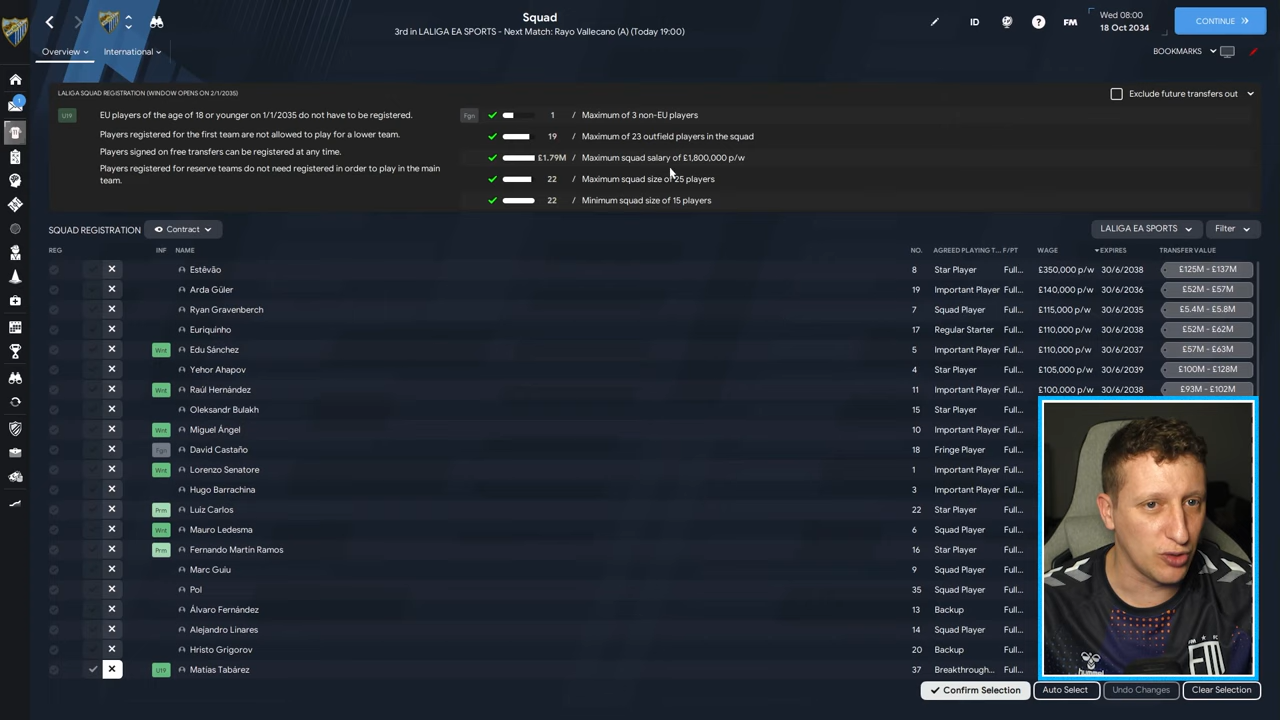 Squad
3rd in LALIGA EA SPORTS - Next Match: Rayo Vallecano (A) (Today 19:00)
ID
?
FM
Wed 08:00
18 Oct 2034
CONTINUE
Overview
International
BOOKMARKS
LALIGA SQUAD REGISTRATION (WINDOW OPENS ON 2/1/2035)
Exclude future transfers out
U19
EU players of the age of 18 or younger on 1/1/2035 do not have to be registered.
Players registered for the first team are not allowed to play for a lower team.
Players signed on free transfers can be registered at any time.
Players registered for reserve teams do not need registered in order to play in the main team.
Fgn
1 / Maximum of 3 non-EU players
19 / Maximum of 23 outfield players in the squad
£1.79M / Maximum squad salary of £1,800,000 p/w
22 / Maximum squad size of 25 players
22 / Minimum squad size of 15 players
SQUAD REGISTRATION
Contract
LALIGA EA SPORTS
Filter
REG INF NAME NO. AGREED PLAYING T... F/PT WAGE EXPIRES TRANSFER VALUE
Estêvão 8 Star Player Full... £350,000 p/w 30/6/2038 £125M - £137M
Arda Güler 19 Important Player Full... £140,000 p/w 30/6/2036 £52M - £57M
Ryan Gravenberch 7 Squad Player Full... £115,000 p/w 30/6/2035 £5.4M - £5.8M
Euriquinho 17 Regular Starter Full... £110,000 p/w 30/6/2038 £52M - £62M
Wnt Edu Sánchez 5 Important Player Full... £110,000 p/w 30/6/2037 £57M - £63M
Yehor Ahapov 4 Star Player Full... £105,000 p/w 30/6/2039 £100M - £128M
Wnt Raúl Hernández 11 Important Player Full... £100,000 p/w 30/6/2038 £93M - £102M
Oleksandr Bulakh 15 Star Player Full...
Wnt Miguel Ángel 10 Important Player Full...
Fgn David Castaño 18 Fringe Player Full...
Wnt Lorenzo Senatore 1 Important Player Full...
Hugo Barrachina 3 Important Player Full...
Prm Luiz Carlos 22 Star Player Full...
Wnt Mauro Ledesma 6 Squad Player Full...
Prm Fernando Martín Ramos 16 Star Player Full...
Marc Guiu 9 Squad Player Full...
Pol 35 Squad Player Full...
Álvaro Fernández 13 Backup Full...
Alejandro Linares 14 Squad Player Full...
Hristo Grigorov 20 Backup Full...
U19 Matías Tabárez 37 Breakthrough... Full...
Confirm Selection
Auto Select
Undo Changes
Clear Selection